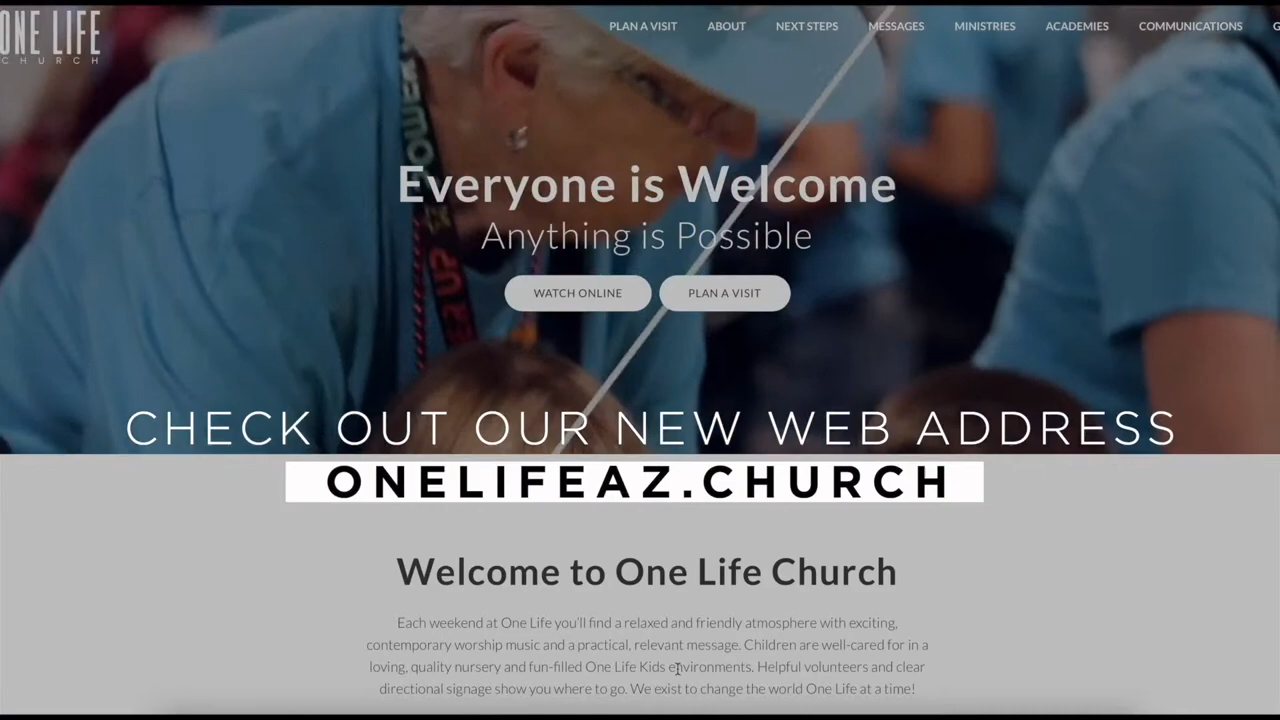 ONE LIFE
CHURCH
PLAN A VISIT ABOUT NEXT STEPS MESSAGES MINISTRIES ACADEMIES COMMUNICATIONS G
POWER
ER UP
Everyone is Welcome
Anything is Possible
WATCH ONLINE PLAN A VISIT
CHECK OUT OUR NEW WEB ADDRESS
ONELIFEAZ.CHURCH
Welcome to One Life Church
Each weekend at One Life you'll find a relaxed and friendly atmosphere with exciting,
contemporary worship music and a practical, relevant message. Children are well-cared for in a
loving, quality nursery and fun-filled One Life Kids environments. Helpful volunteers and clear
directional signage show you where to go. We exist to change the world One Life at a time!